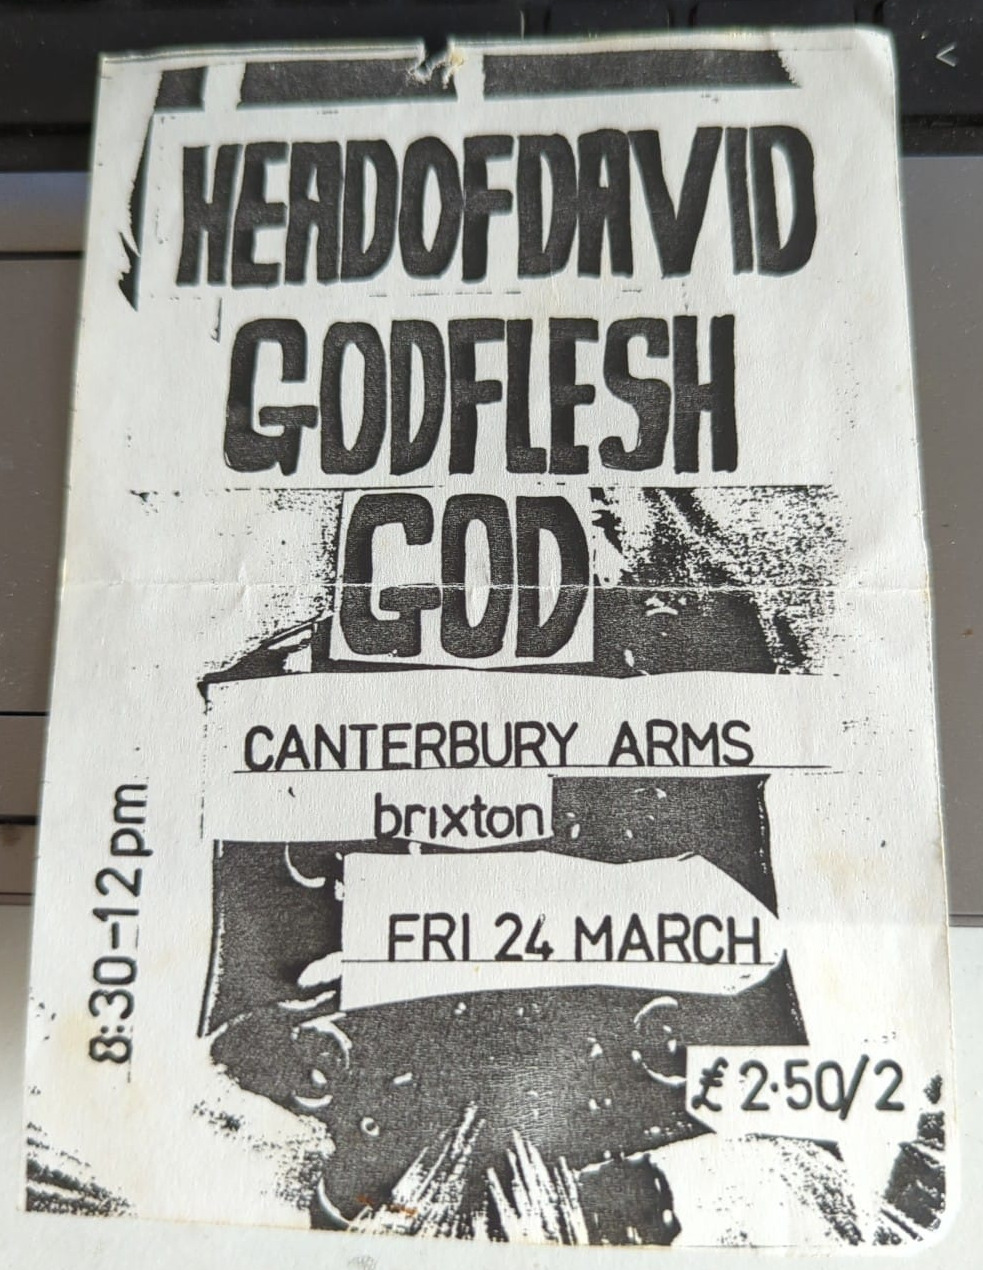 HEADOFDAVID
GODFLESH
GOD
CANTERBURY ARMS
brixton
FRI 24 MARCH
8:30-12pm
£2·50/2
<